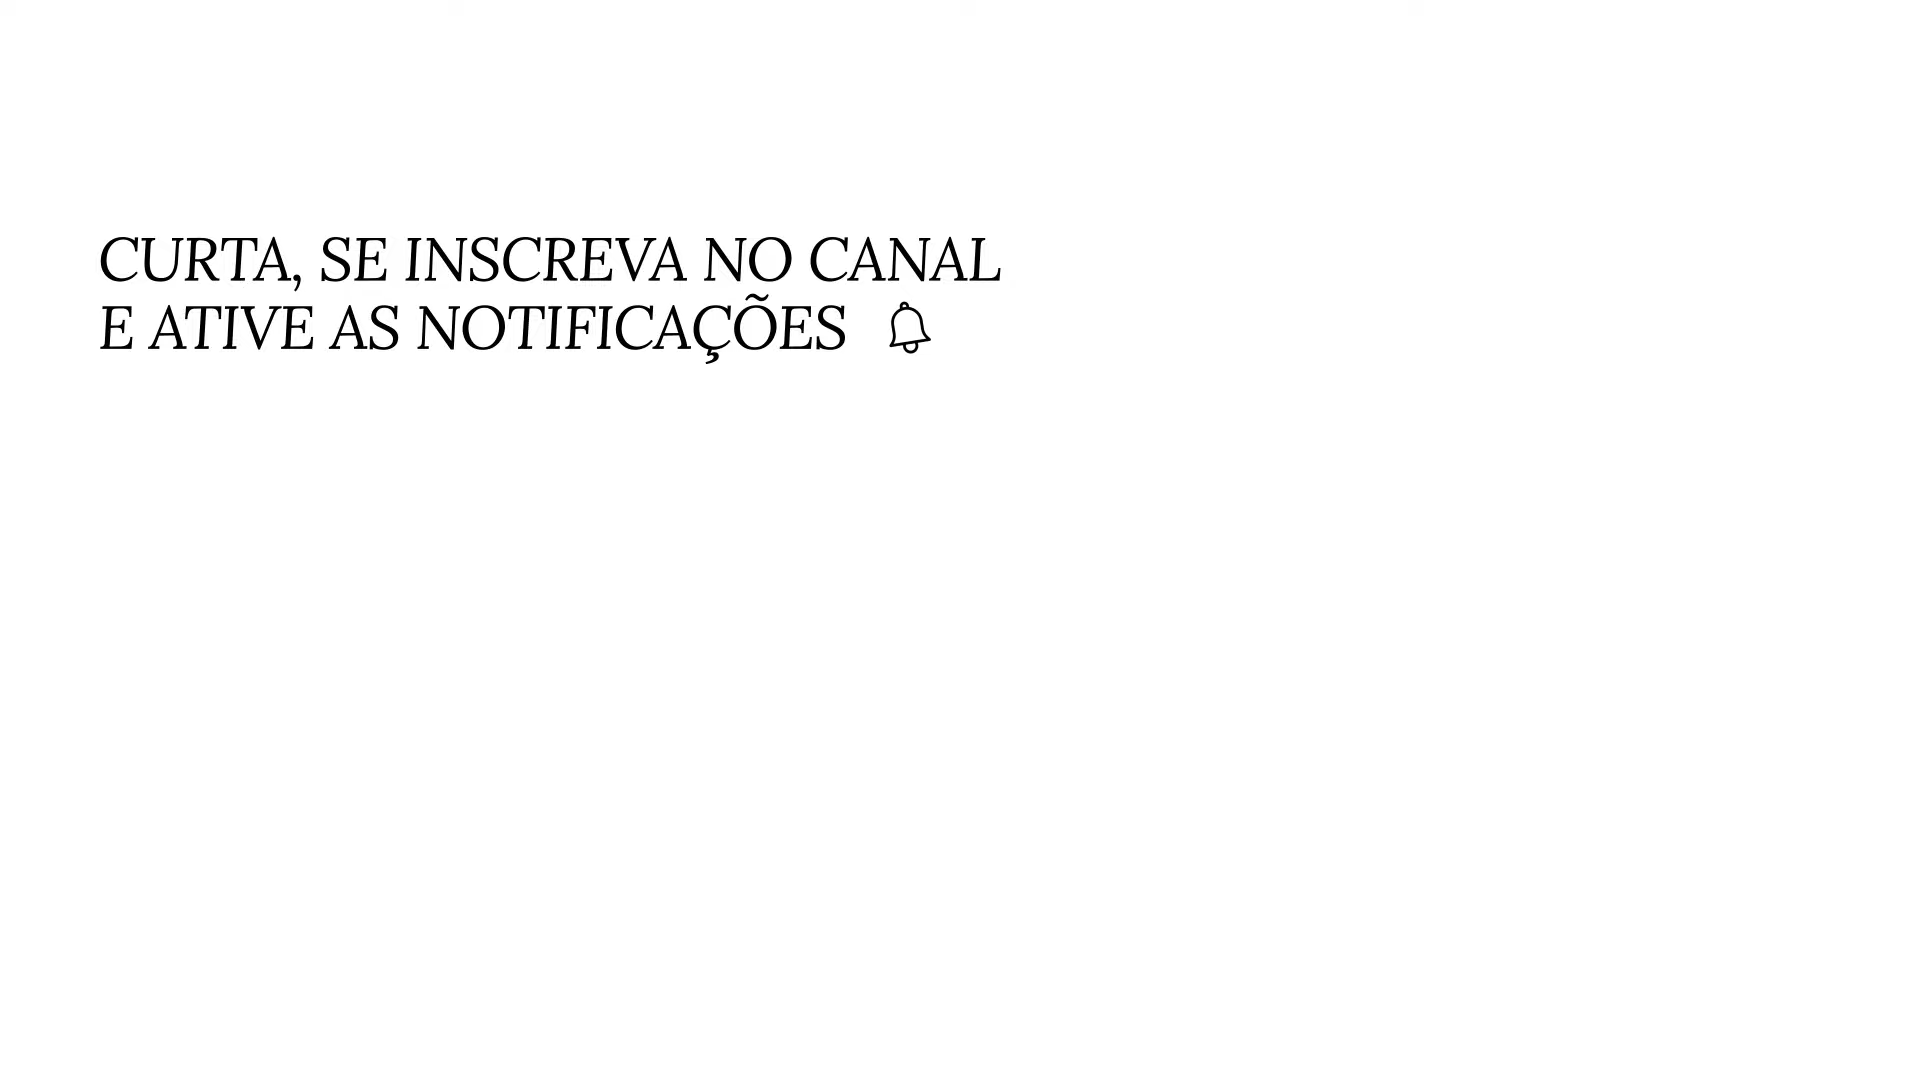 CURTA, SE INSCREVA NO CANAL
E ATIVE AS NOTIFICAÇÕES